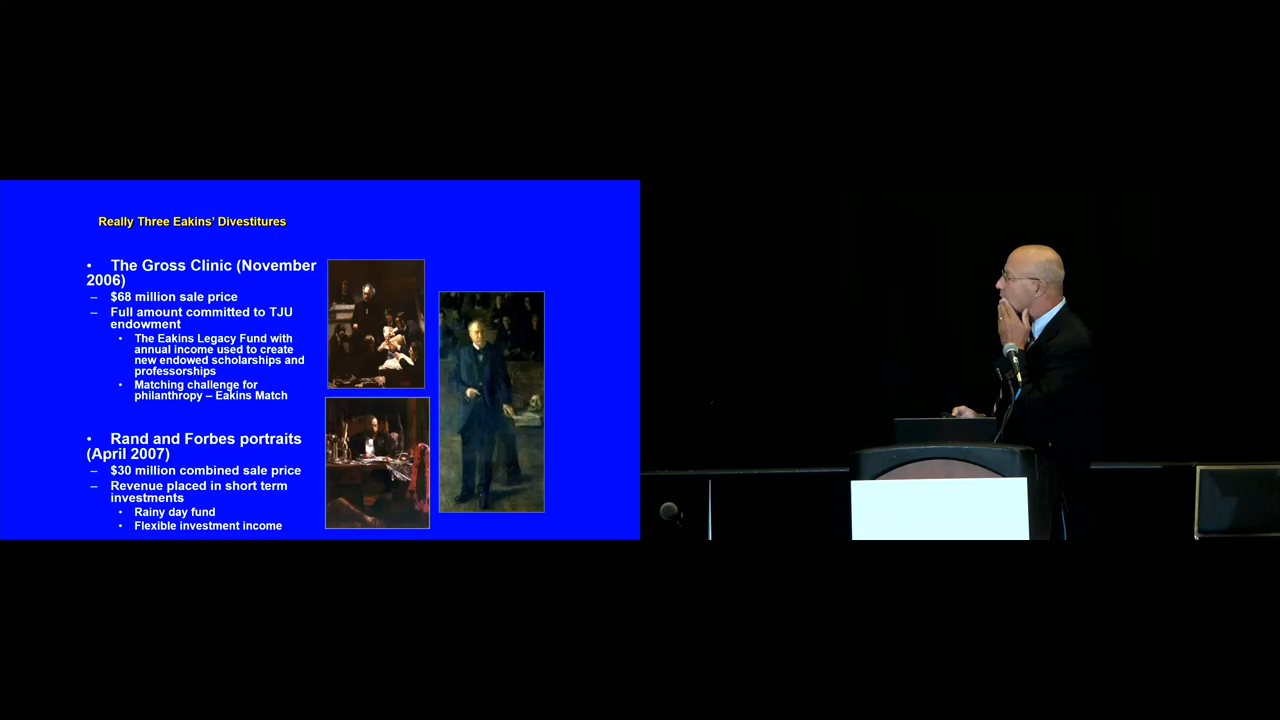 Really Three Eakins' Divestitures
• The Gross Clinic (November
2006)
– $68 million sale price
– Full amount committed to TJU
endowment
• The Eakins Legacy Fund with
annual income used to create
new endowed scholarships and
professorships
• Matching challenge for
philanthropy – Eakins Match
• Rand and Forbes portraits
(April 2007)
– $30 million combined sale price
– Revenue placed in short term
investments
• Rainy day fund
• Flexible investment income